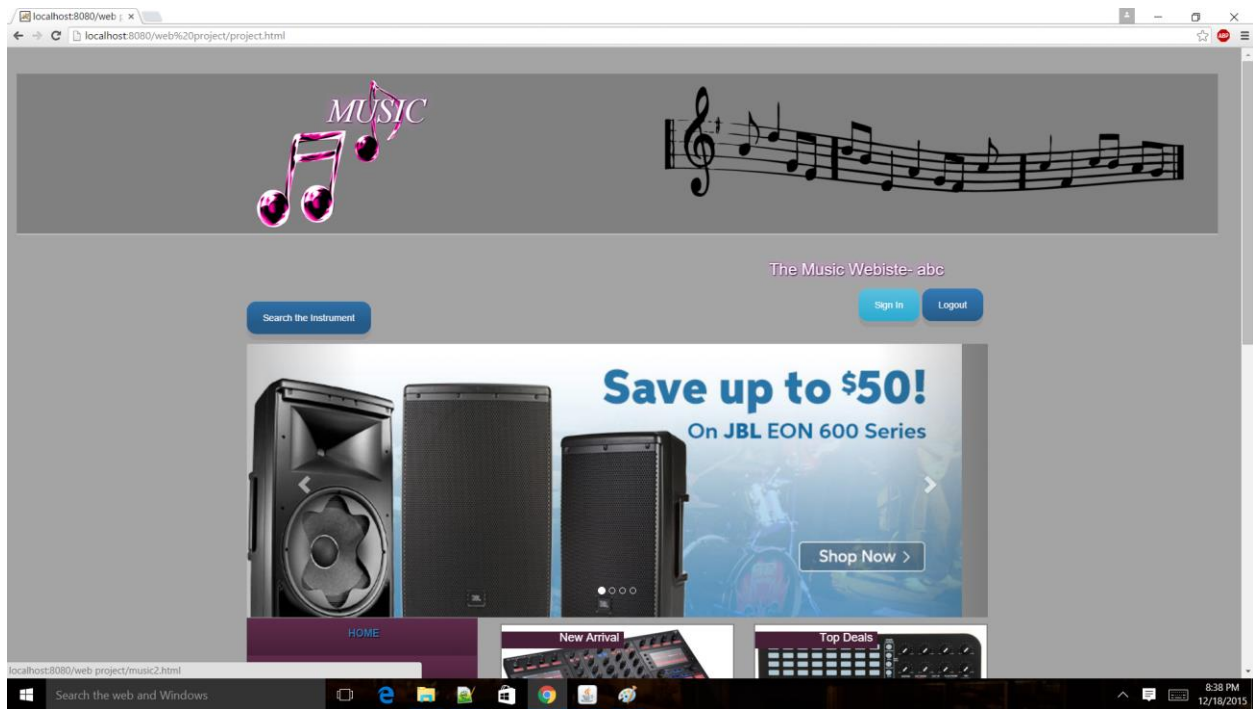 localhost:8080/web
localhost:8080/web%20project/project.html
ABP
MUSIC
The Music Webiste- abc
Sign In
Logout
Search the Instrument
Save up to $50!
On JBL EON 600 Series
Shop Now >
HOME
New Arrival
Top Deals
localhost:8080/web project/music2.html
Search the web and Windows
8:38 PM
12/18/2015